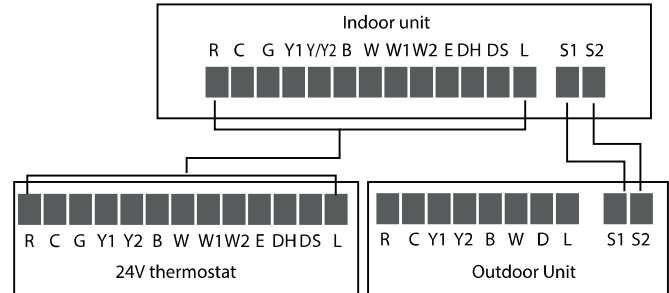 Indoor unit
R C G Y1 Y/Y2 B W W1 W2 E DH DS L S1 S2
R C G Y1 Y2 B W W1 W2 E DH DS L
24V thermostat
R C Y1 Y2 B W D L S1 S2
Outdoor Unit